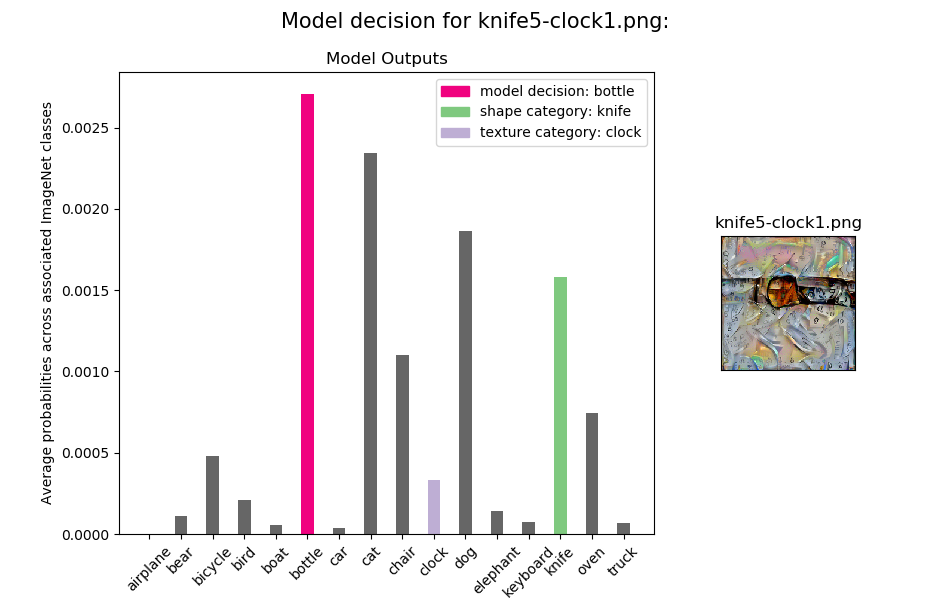 Model decision for knife5-clock1.png:
Model Outputs
model decision: bottle
shape category: knife
texture category: clock
Average probabilities across associated ImageNet classes
0.0025
0.0020
0.0015
0.0010
0.0005
0.0000
airplane
bear
bicycle
bird
boat
bottle
car
cat
chair
clock
dog
elephant
keyboard
knife
oven
truck
knife5-clock1.png